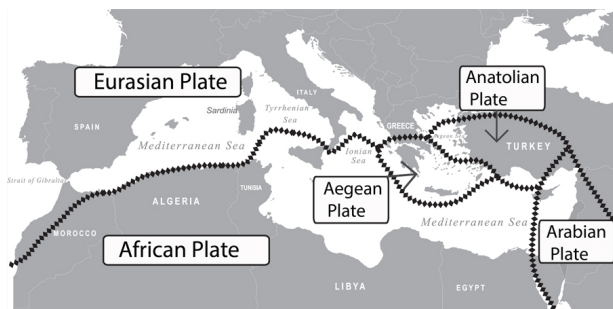 Eurasian Plate
Anatolian
Plate
ITALY
Sardinia
Tyrrhenian
Sea
SPAIN
GREECE
Aegean Sea
TURKEY
Mediterranean Sea
Ionian
Sea
Strait of Gibraltar
ALGERIA
TUNISIA
Aegean
Plate
Mediterranean Sea
MOROCCO
African Plate
Arabian
Plate
LIBYA
EGYPT